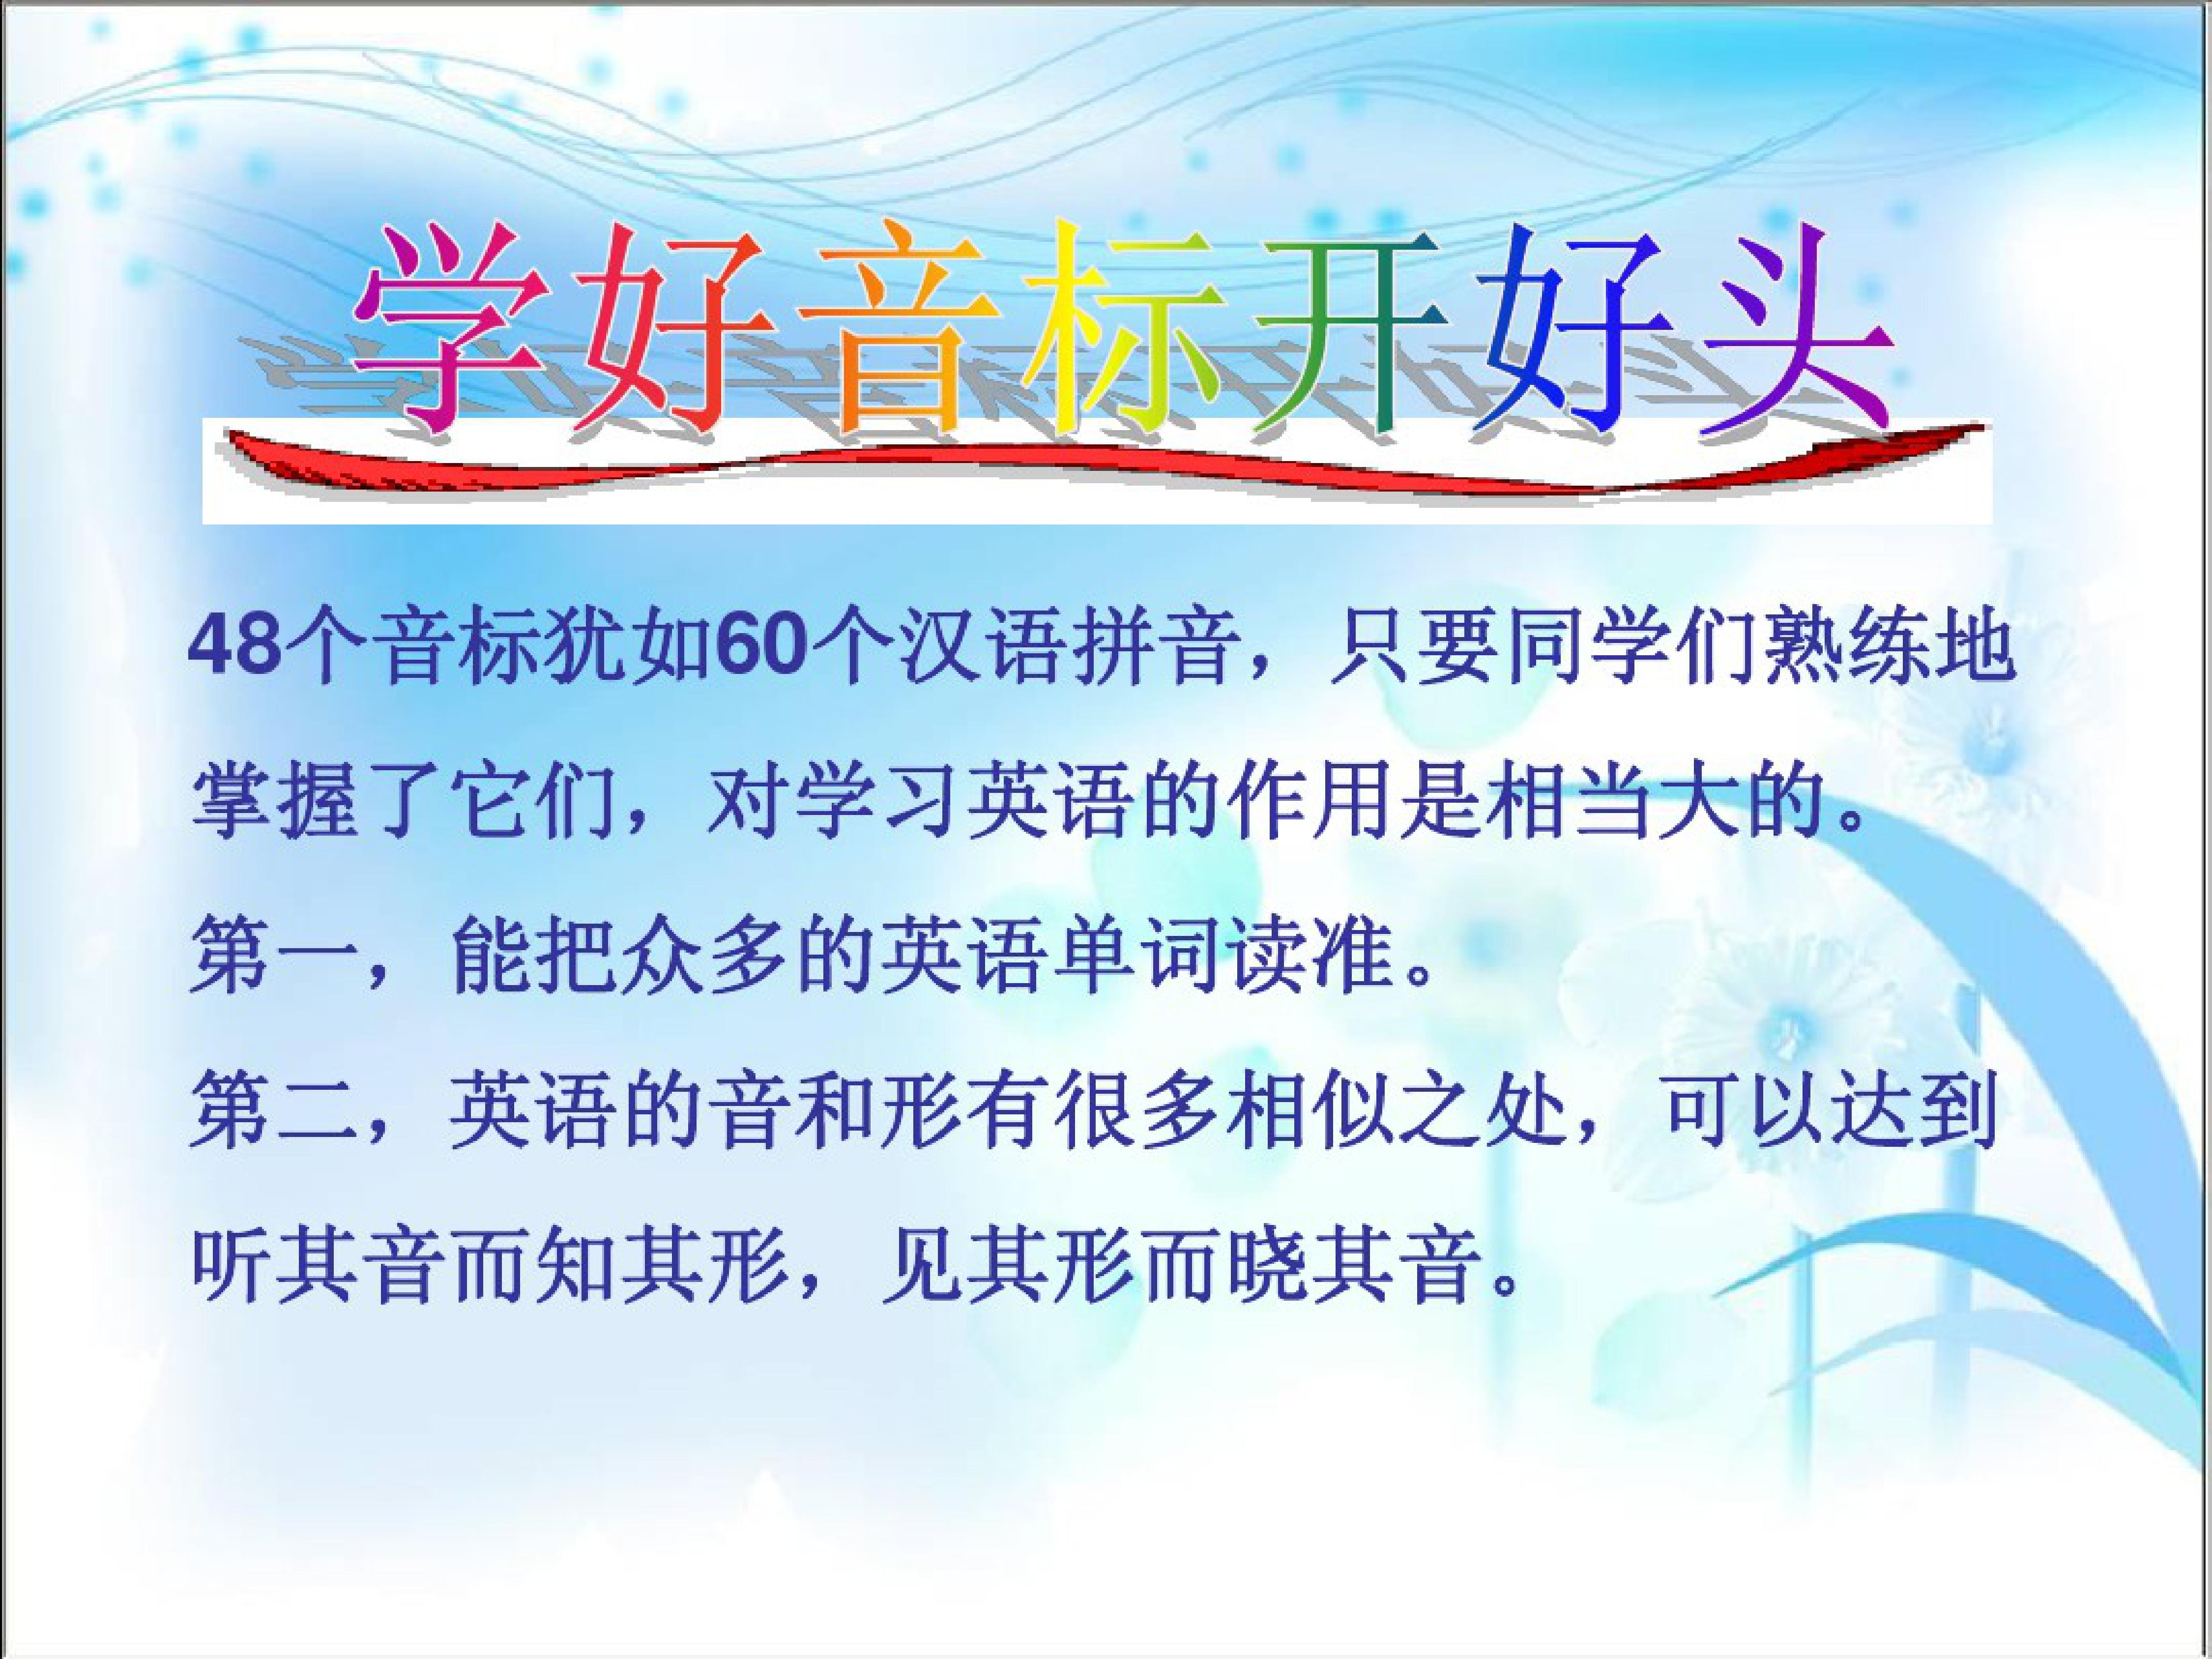 学好音标开好头
48个音标犹如60个汉语拼音，只要同学们熟练地
掌握了它们，对学习英语的作用是相当大的。
第一，能把众多的英语单词读准。
第二，英语的音和形有很多相似之处，可以达到
听其音而知其形，见其形而晓其音。